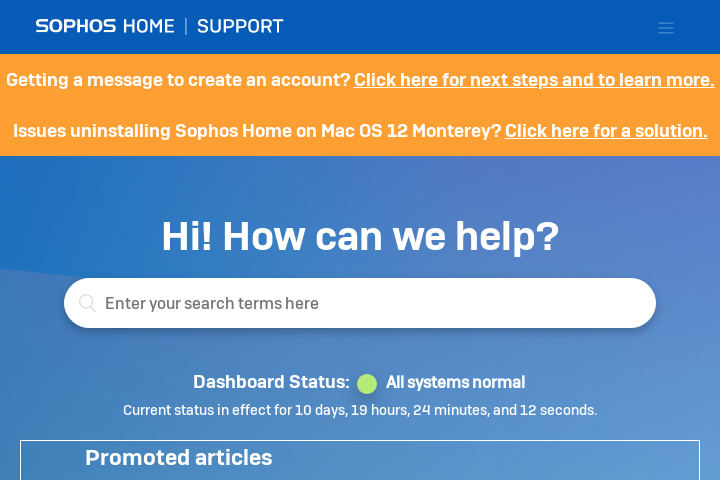 SOPHOS HOME | SUPPORT
Getting a message to create an account? Click here for next steps and to learn more.
Issues uninstalling Sophos Home on Mac OS 12 Monterey? Click here for a solution.
Hi! How can we help?
Enter your search terms here
Dashboard Status: All systems normal
Current status in effect for 10 days, 19 hours, 24 minutes, and 12 seconds.
Promoted articles